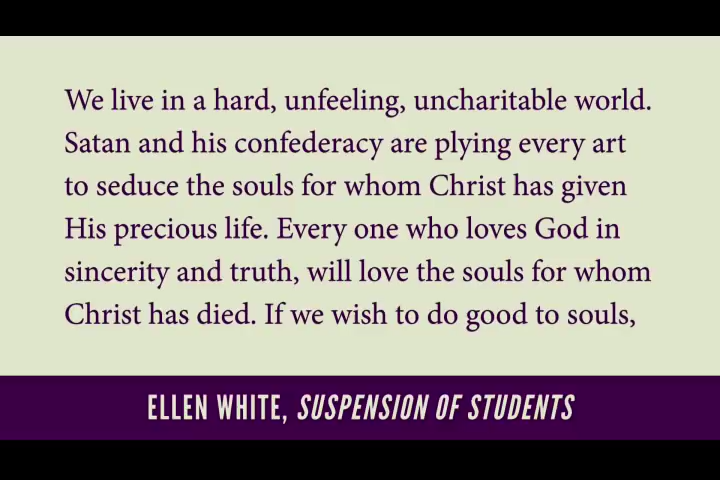 We live in a hard, unfeeling, uncharitable world.
Satan and his confederacy are plying every art
to seduce the souls for whom Christ has given
His precious life. Every one who loves God in
sincerity and truth, will love the souls for whom
Christ has died. If we wish to do good to souls,
ELLEN WHITE, SUSPENSION OF STUDENTS